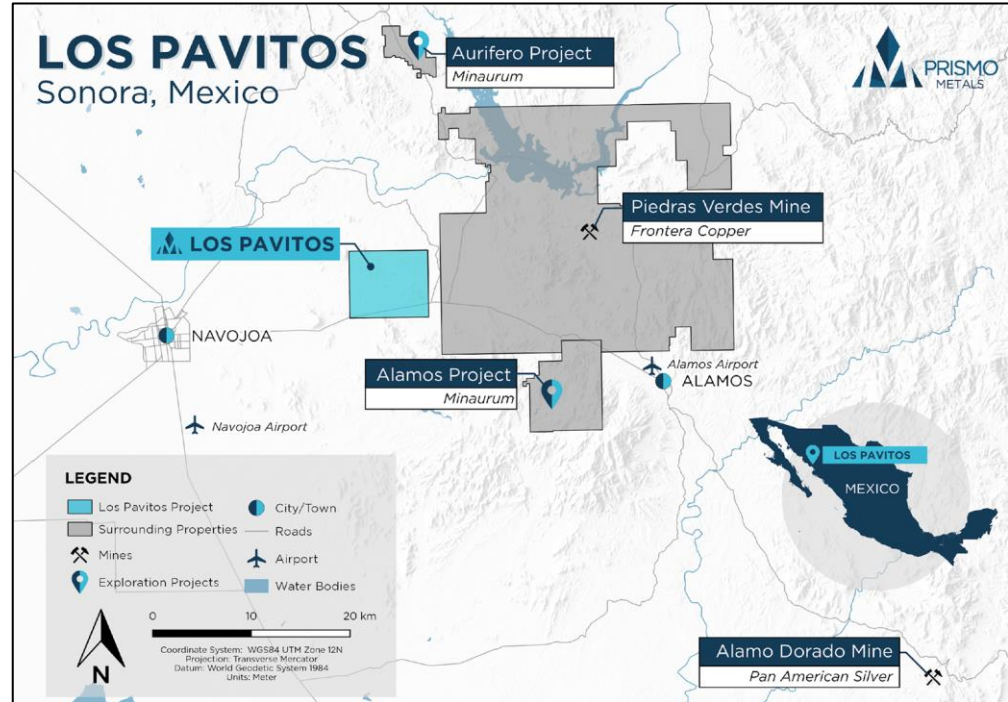 LOS PAVITOS
Sonora, Mexico
Aurifero Project
Minaurum
PRISMO
METALS
Piedras Verdes Mine
Frontera Copper
LOS PAVITOS
NAVOJOA
Alamos Project
Minaurum
Alamos Airport
ALAMOS
Navojoa Airport
LOS PAVITOS
MEXICO
LEGEND
Los Pavitos Project
City/Town
Surrounding Properties
Roads
Mines
Airport
Exploration Projects
Water Bodies
0 10 20 km
Coordinate System: WGS84 UTM Zone 12N
Projection: Transverse Mercator
Datum: World Geodetic System 1984
Units: Meter
N
Alamo Dorado Mine
Pan American Silver